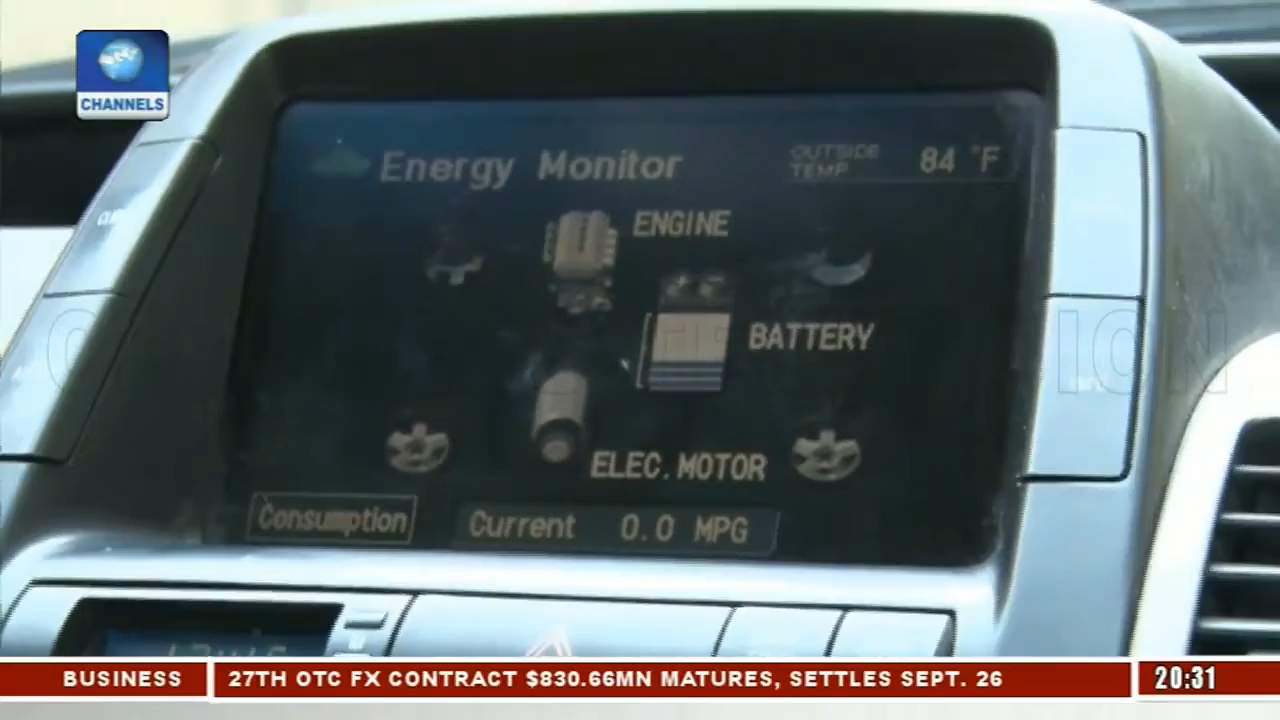 CHANNELS
Energy Monitor
OUTSIDE TEMP 84 °F
ENGINE
BATTERY
ELEC. MOTOR
Consumption
Current 0.0 MPG
BUSINESS
27TH OTC FX CONTRACT $830.66MN MATURES, SETTLES SEPT. 26
20:31